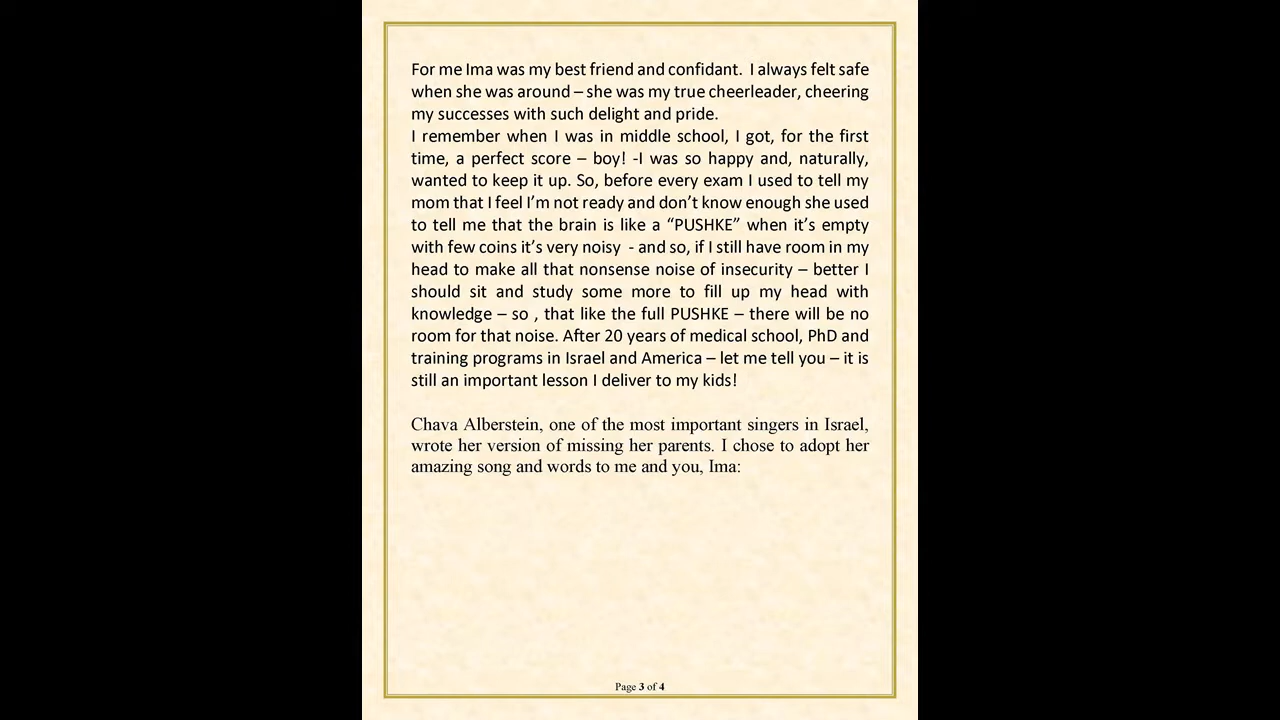 For me Ima was my best friend and confidant.  I always felt safe
when she was around – she was my true cheerleader, cheering
my successes with such delight and pride.
I remember when I was in middle school, I got, for the first
time, a perfect score – boy! -I was so happy and, naturally,
wanted to keep it up. So, before every exam I used to tell my
mom that I feel I’m not ready and don’t know enough she used
to tell me that the brain is like a “PUSHKE” when it’s empty
with few coins it’s very noisy  - and so, if I still have room in my
head to make all that nonsense noise of insecurity – better I
should sit and study some more to fill up my head with
knowledge – so , that like the full PUSHKE – there will be no
room for that noise. After 20 years of medical school, PhD and
training programs in Israel and America – let me tell you – it is
still an important lesson I deliver to my kids!
Chava Alberstein, one of the most important singers in Israel,
wrote her version of missing her parents. I chose to adopt her
amazing song and words to me and you, Ima:
Page 3 of 4